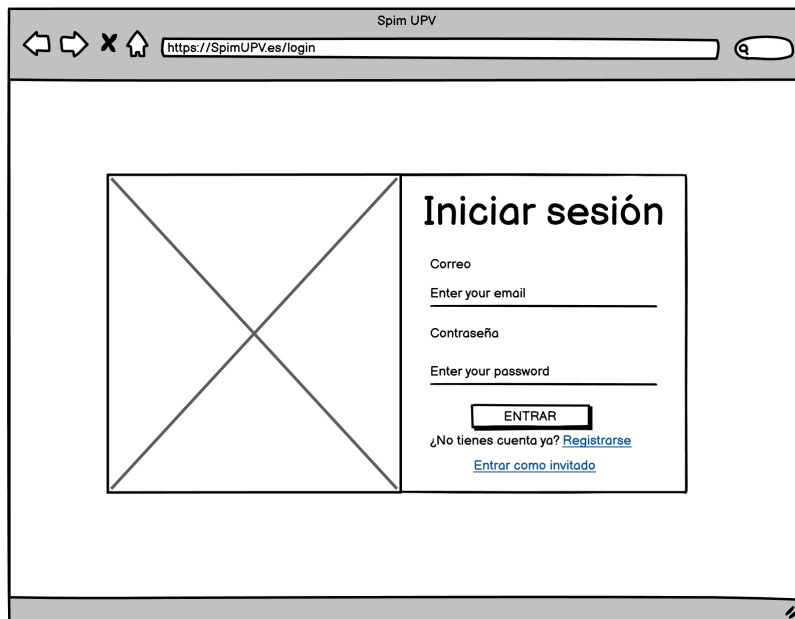 Spim UPV
https://SpimUPV.es/login
Iniciar sesión
Correo
Enter your email
Contraseña
Enter your password
ENTRAR
¿No tienes cuenta ya? Registrarse
Entrar como invitado